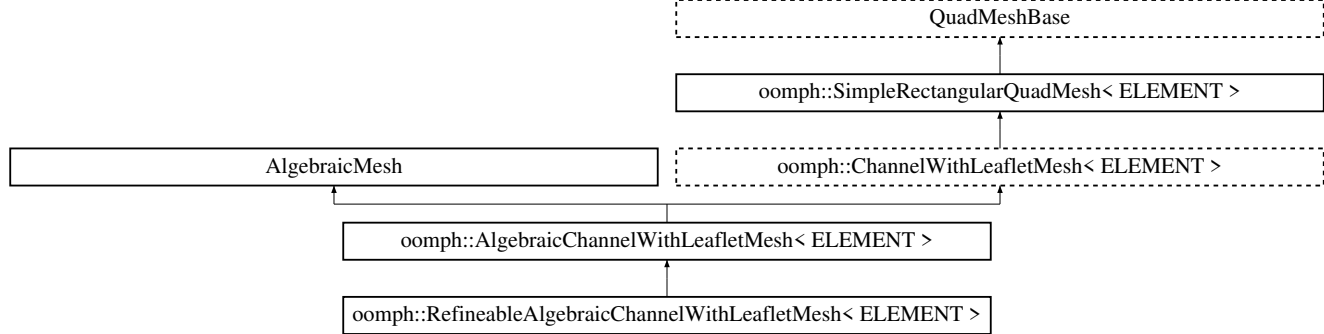 QuadMeshBase
oomph::SimpleRectangularQuadMesh< ELEMENT >
AlgebraicMesh
oomph::ChannelWithLeafletMesh< ELEMENT >
oomph::AlgebraicChannelWithLeafletMesh< ELEMENT >
oomph::RefineableAlgebraicChannelWithLeafletMesh< ELEMENT >